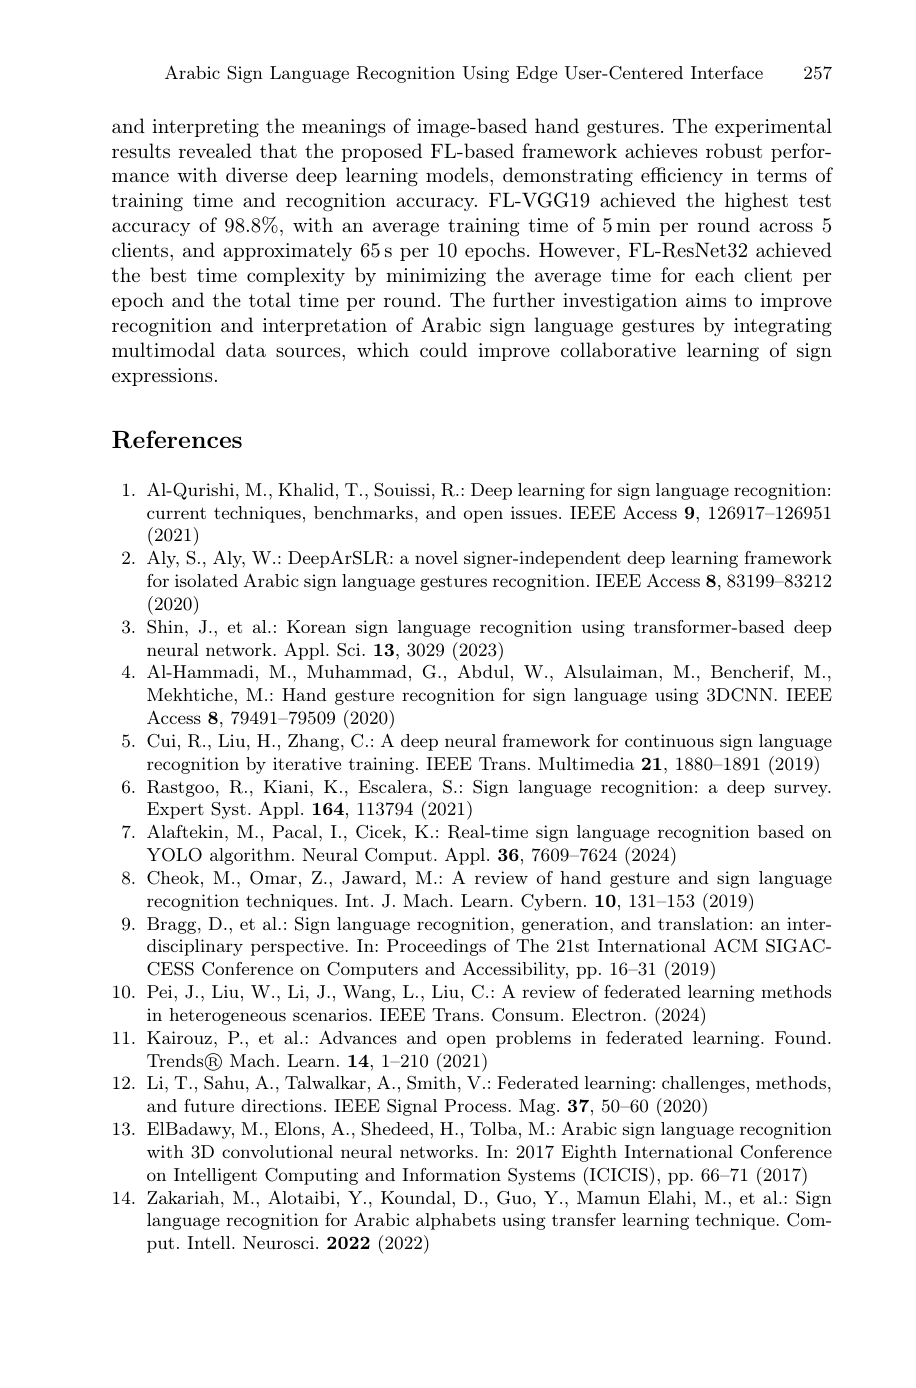 Arabic Sign Language Recognition Using Edge User-Centered Interface 257
and interpreting the meanings of image-based hand gestures. The experimental
results revealed that the proposed FL-based framework achieves robust perfor-
mance with diverse deep learning models, demonstrating efficiency in terms of
training time and recognition accuracy. FL-VGG19 achieved the highest test
accuracy of 98.8%, with an average training time of 5 min per round across 5
clients, and approximately 65 s per 10 epochs. However, FL-ResNet32 achieved
the best time complexity by minimizing the average time for each client per
epoch and the total time per round. The further investigation aims to improve
recognition and interpretation of Arabic sign language gestures by integrating
multimodal data sources, which could improve collaborative learning of sign
expressions.
References
1. Al-Qurishi, M., Khalid, T., Souissi, R.: Deep learning for sign language recognition:
current techniques, benchmarks, and open issues. IEEE Access 9, 126917–126951
(2021)
2. Aly, S., Aly, W.: DeepArSLR: a novel signer-independent deep learning framework
for isolated Arabic sign language gestures recognition. IEEE Access 8, 83199–83212
(2020)
3. Shin, J., et al.: Korean sign language recognition using transformer-based deep
neural network. Appl. Sci. 13, 3029 (2023)
4. Al-Hammadi, M., Muhammad, G., Abdul, W., Alsulaiman, M., Bencherif, M.,
Mekhtiche, M.: Hand gesture recognition for sign language using 3DCNN. IEEE
Access 8, 79491–79509 (2020)
5. Cui, R., Liu, H., Zhang, C.: A deep neural framework for continuous sign language
recognition by iterative training. IEEE Trans. Multimedia 21, 1880–1891 (2019)
6. Rastgoo, R., Kiani, K., Escalera, S.: Sign language recognition: a deep survey.
Expert Syst. Appl. 164, 113794 (2021)
7. Alaftekin, M., Pacal, I., Cicek, K.: Real-time sign language recognition based on
YOLO algorithm. Neural Comput. Appl. 36, 7609–7624 (2024)
8. Cheok, M., Omar, Z., Jaward, M.: A review of hand gesture and sign language
recognition techniques. Int. J. Mach. Learn. Cybern. 10, 131–153 (2019)
9. Bragg, D., et al.: Sign language recognition, generation, and translation: an inter-
disciplinary perspective. In: Proceedings of The 21st International ACM SIGAC-
CESS Conference on Computers and Accessibility, pp. 16–31 (2019)
10. Pei, J., Liu, W., Li, J., Wang, L., Liu, C.: A review of federated learning methods
in heterogeneous scenarios. IEEE Trans. Consum. Electron. (2024)
11. Kairouz, P., et al.: Advances and open problems in federated learning. Found.
Trends® Mach. Learn. 14, 1–210 (2021)
12. Li, T., Sahu, A., Talwalkar, A., Smith, V.: Federated learning: challenges, methods,
and future directions. IEEE Signal Process. Mag. 37, 50–60 (2020)
13. ElBadawy, M., Elons, A., Shedeed, H., Tolba, M.: Arabic sign language recognition
with 3D convolutional neural networks. In: 2017 Eighth International Conference
on Intelligent Computing and Information Systems (ICICIS), pp. 66–71 (2017)
14. Zakariah, M., Alotaibi, Y., Koundal, D., Guo, Y., Mamun Elahi, M., et al.: Sign
language recognition for Arabic alphabets using transfer learning technique. Com-
put. Intell. Neurosci. 2022 (2022)